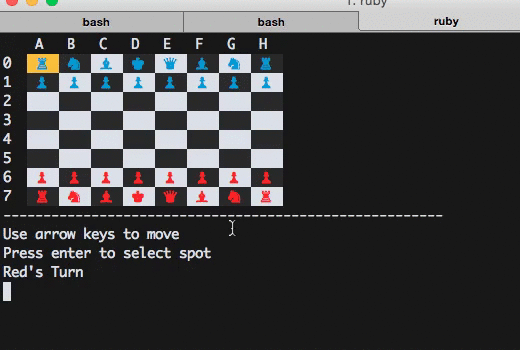 1. ruby
bash bash ruby
A B C D E F G H
0
1
2
3
4
5
6
7
-------------------------------------------------------
Use arrow keys to move
Press enter to select spot
Red's Turn